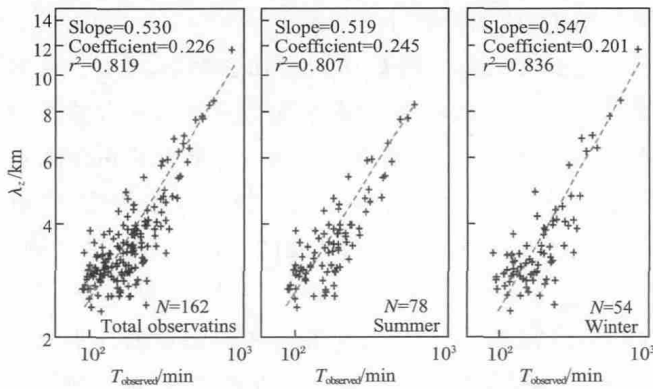 Slope=0.530
Coefficient=0.226
r²=0.819
N=162
Total observatins
Slope=0.519
Coefficient=0.245
r²=0.807
N=78
Summer
Slope=0.547
Coefficient=0.201
r²=0.836
N=54
Winter
14
12
10
8
6
4
2
λz/km
10² 10³
10² 10³
10² 10³
Tobserved/min
Tobserved/min
Tobserved/min